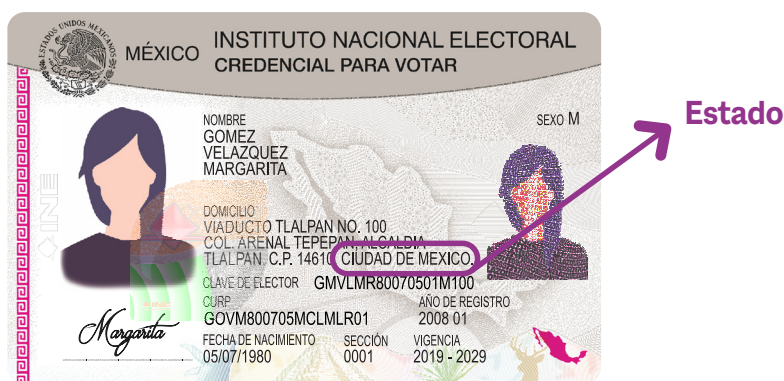 ESTADOS UNIDOS MEXICANOS
MÉXICO
INSTITUTO NACIONAL ELECTORAL
CREDENCIAL PARA VOTAR
NOMBRE
GOMEZ
VELAZQUEZ
MARGARITA
SEXO M
Estado
DOMICILIO
VIADUCTO TLALPAN NO. 100
COL. ARENAL TEPEPAN, ALCALDIA
TLALPAN. C.P. 14610 CIUDAD DE MEXICO.
CLAVE DE ELECTOR GMVLMR80070501M100
CURP
GOVM800705MCLMLR01
AÑO DE REGISTRO
2008 01
FECHA DE NACIMIENTO
05/07/1980
SECCIÓN
0001
VIGENCIA
2019 - 2029
Margarita
INE